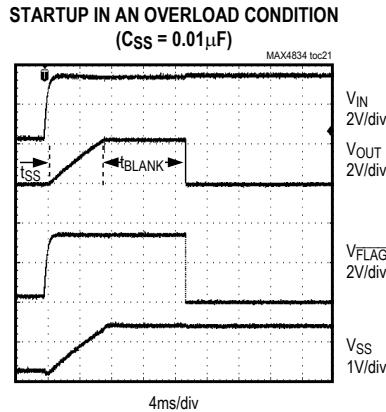 STARTUP IN AN OVERLOAD CONDITION
(CSS = 0.01µF)
MAX4834 toc21
T
VIN
2V/div
VOUT
2V/div
tSS
tBLANK
VFLAG
2V/div
VSS
1V/div
4ms/div